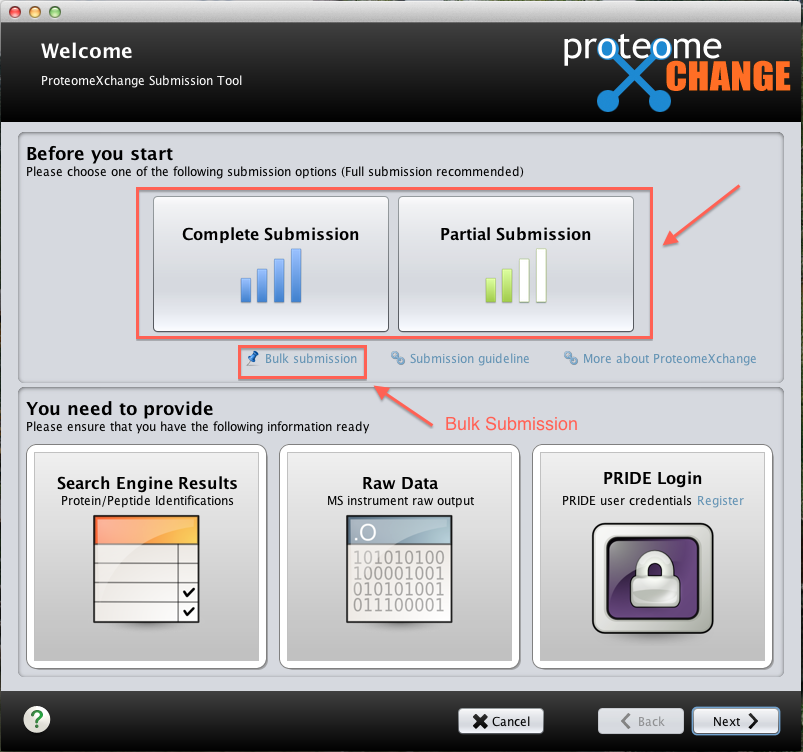 Welcome
ProteomeXchange Submission Tool
proteome
XCHANGE
Before you start
Please choose one of the following submission options (Full submission recommended)
Complete Submission
Partial Submission
Bulk submission
Submission guideline
More about ProteomeXchange
Bulk Submission
You need to provide
Please ensure that you have the following information ready
Search Engine Results
Protein/Peptide Identifications
Raw Data
MS instrument raw output
.O
101010100
100001001
010101001
011100001
PRIDE Login
PRIDE user credentials Register
?
Cancel
Back
Next